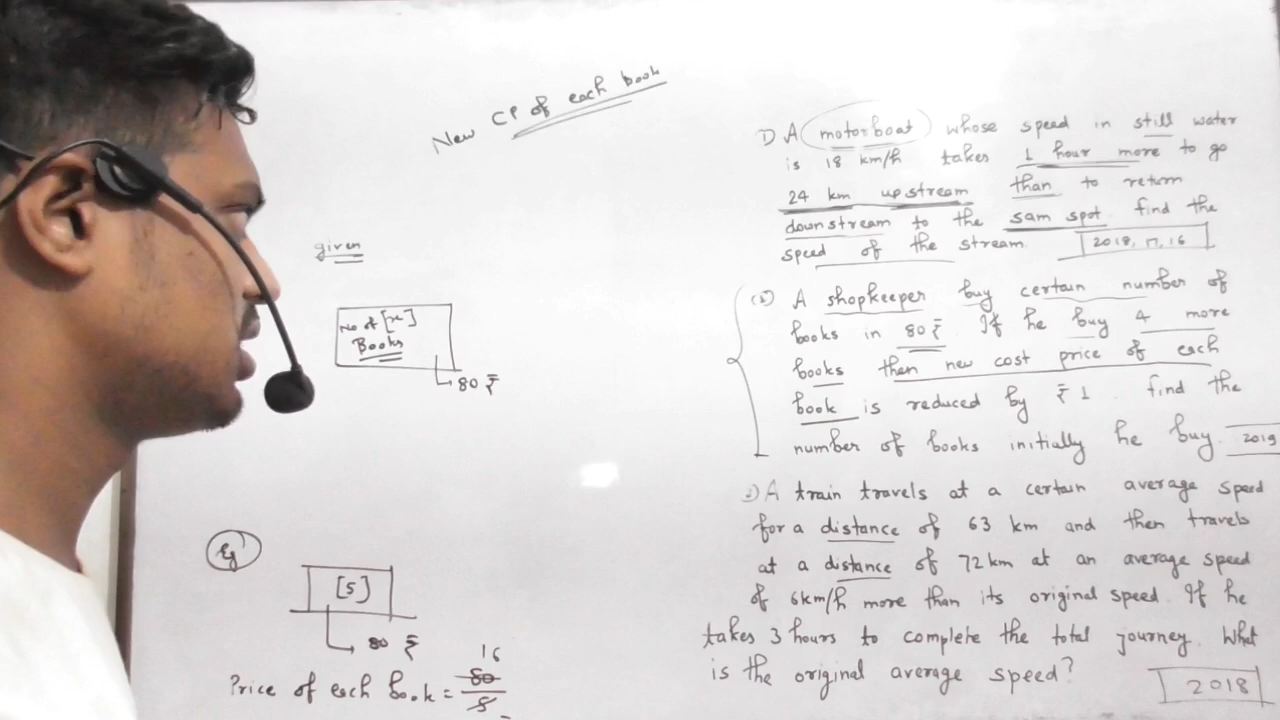 New CP of each book
given
No of [x]
Books
80 ₹
Eg
[5]
80 ₹
16
Price of each book = 80/5
1) A motorboat whose speed in still water
is 18 km/h takes 1 hour more to go
24 km upstream than to return
downstream to the sam spot find the
speed of the stream. 2018, 17, 16
A shopkeeper buy certain number of
books in 80 ₹. If he buy 4 more
books then new cost price of each
book is reduced by ₹ 1 find the
number of books initially he buy. 2019
A train travels at a certain average speed
for a distance of 63 km and then travels
at a distance of 72 km at an average speed
of 6km/h more than its original speed. If he
takes 3 hours to complete the total journey. What
is the original average speed? 2018